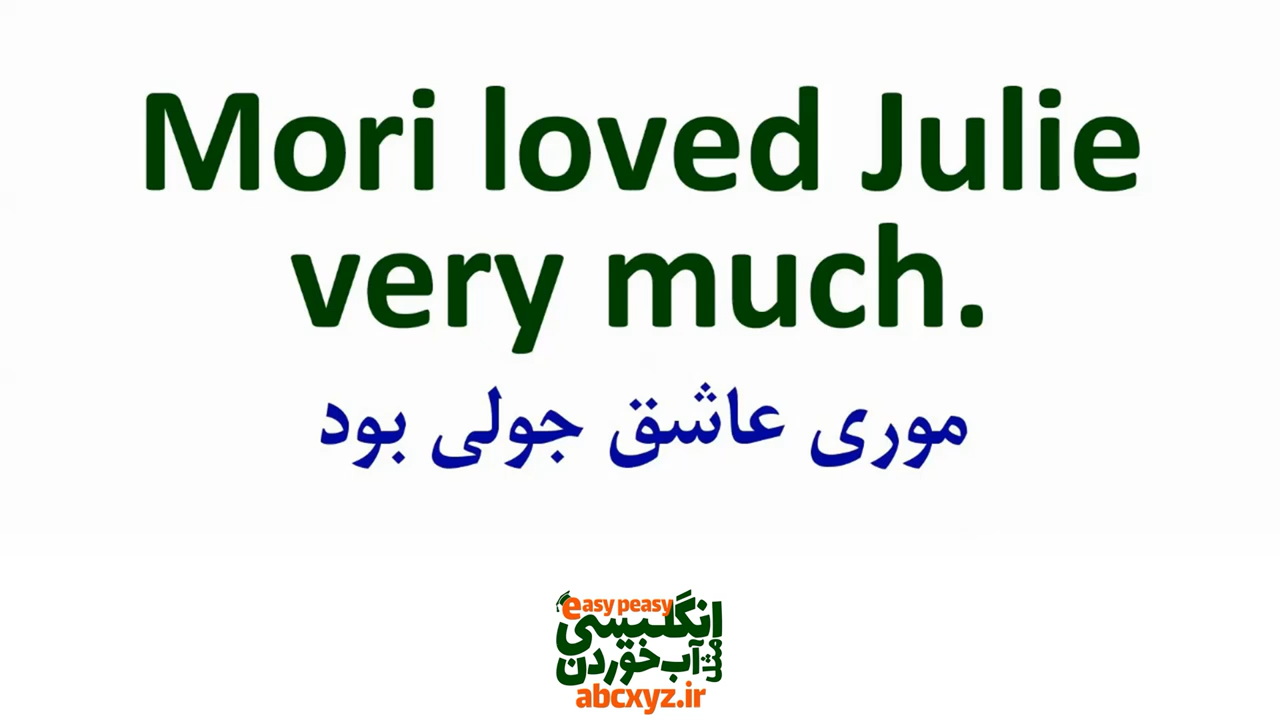 Mori loved Julie
very much.
موری عاشق جولی بود
easy peasy
انگلیسی
مثل آب خوردن
abcxyz.ir